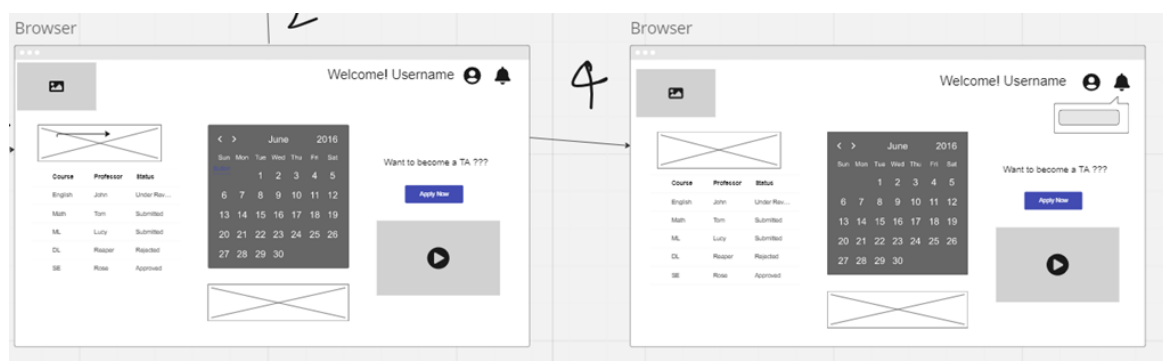 Browser
Welcome! Username
June 2016
Sun Mon Tue Wed Thu Fri Sat
1 2 3 4 5
6 7 8 9 10 11 12
13 14 15 16 17 18 19
20 21 22 23 24 25 26
27 28 29 30
Course Professor Status
English John Under Rev...
Math Tom Submitted
ML Lucy Submitted
DL Reaper Rejected
SE Rose Approved
Want to become a TA ???
Apply Now
4
Browser
Welcome! Username
June 2016
Sun Mon Tue Wed Thu Fri Sat
1 2 3 4 5
6 7 8 9 10 11 12
13 14 15 16 17 18 19
20 21 22 23 24 25 26
27 28 29 30
Course Professor Status
English John Under Rev...
Math Tom Submitted
ML Lucy Submitted
DL Reaper Rejected
SE Rose Approved
Want to become a TA ???
Apply Now